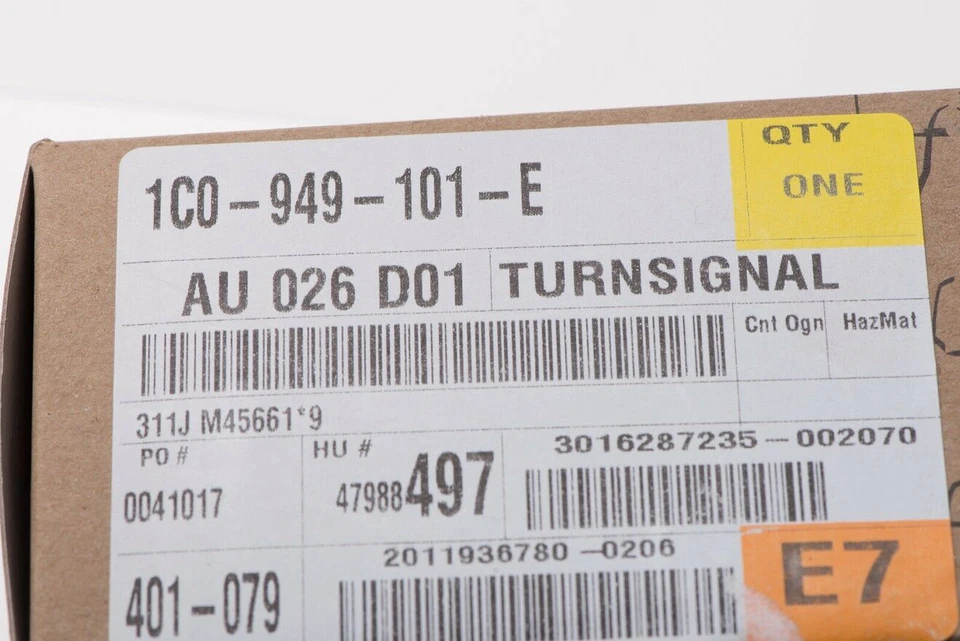 1C0-949-101-E
QTY
ONE
AU 026 D01 TURNSIGNAL
Cnt Ogn HazMat
311J M45661*9
PO #
0041017
HU #
47988497
3016287235-002070
2011936780-0206
401-079
E7